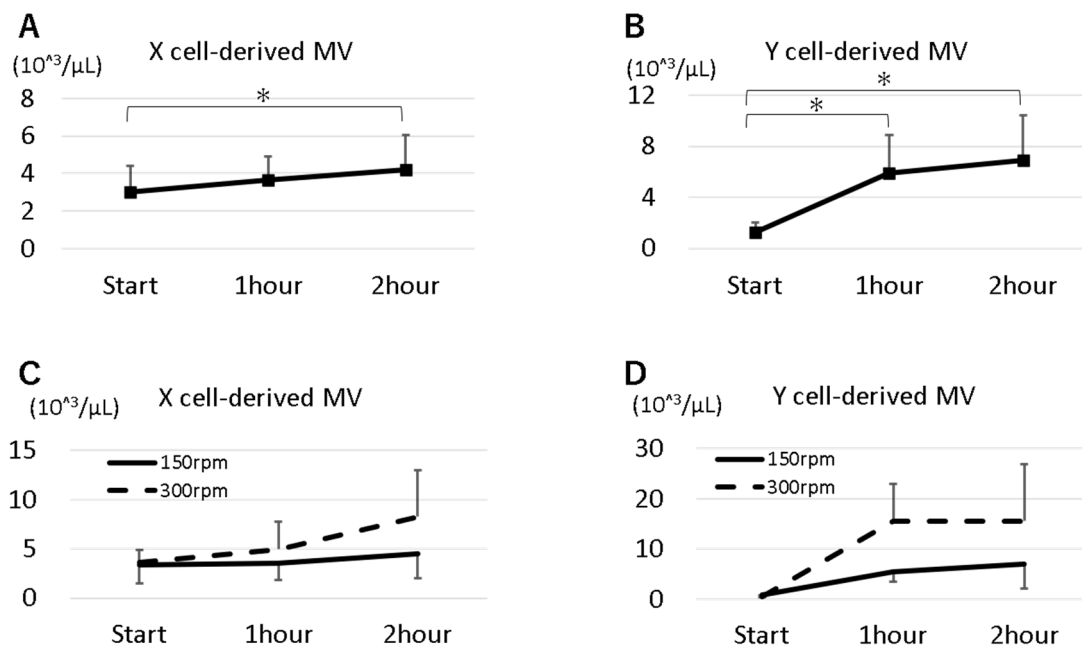 A
X cell-derived MV
(10^3/μL)
8
6
4
2
0
*
Start 1hour 2hour
B
Y cell-derived MV
(10^3/μL)
12
8
4
0
*
*
Start 1hour 2hour
C
X cell-derived MV
(10^3/μL)
15
10
5
0
150rpm
300rpm
Start 1hour 2hour
D
Y cell-derived MV
(10^3/μL)
30
20
10
0
150rpm
300rpm
Start 1hour 2hour